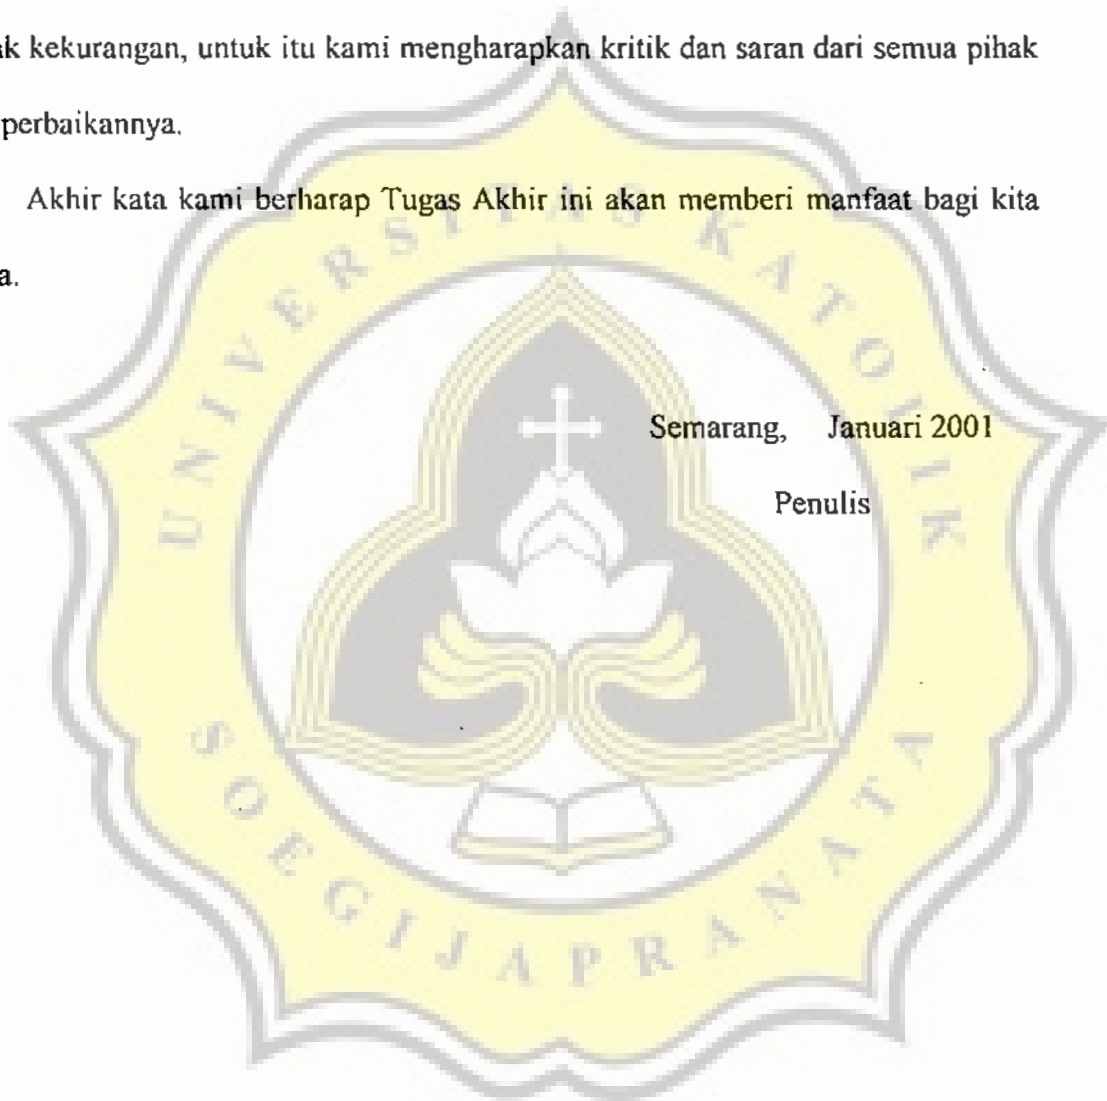 ak kekurangan, untuk itu kami mengharapkan kritik dan saran dari semua pihak
perbaikannya.
Akhir kata kami berharap Tugas Akhir ini akan memberi manfaat bagi kita
a.
Semarang, Januari 2001
Penulis
UNIVERSITAS KATOLIK
SOEGIJAPRANATA